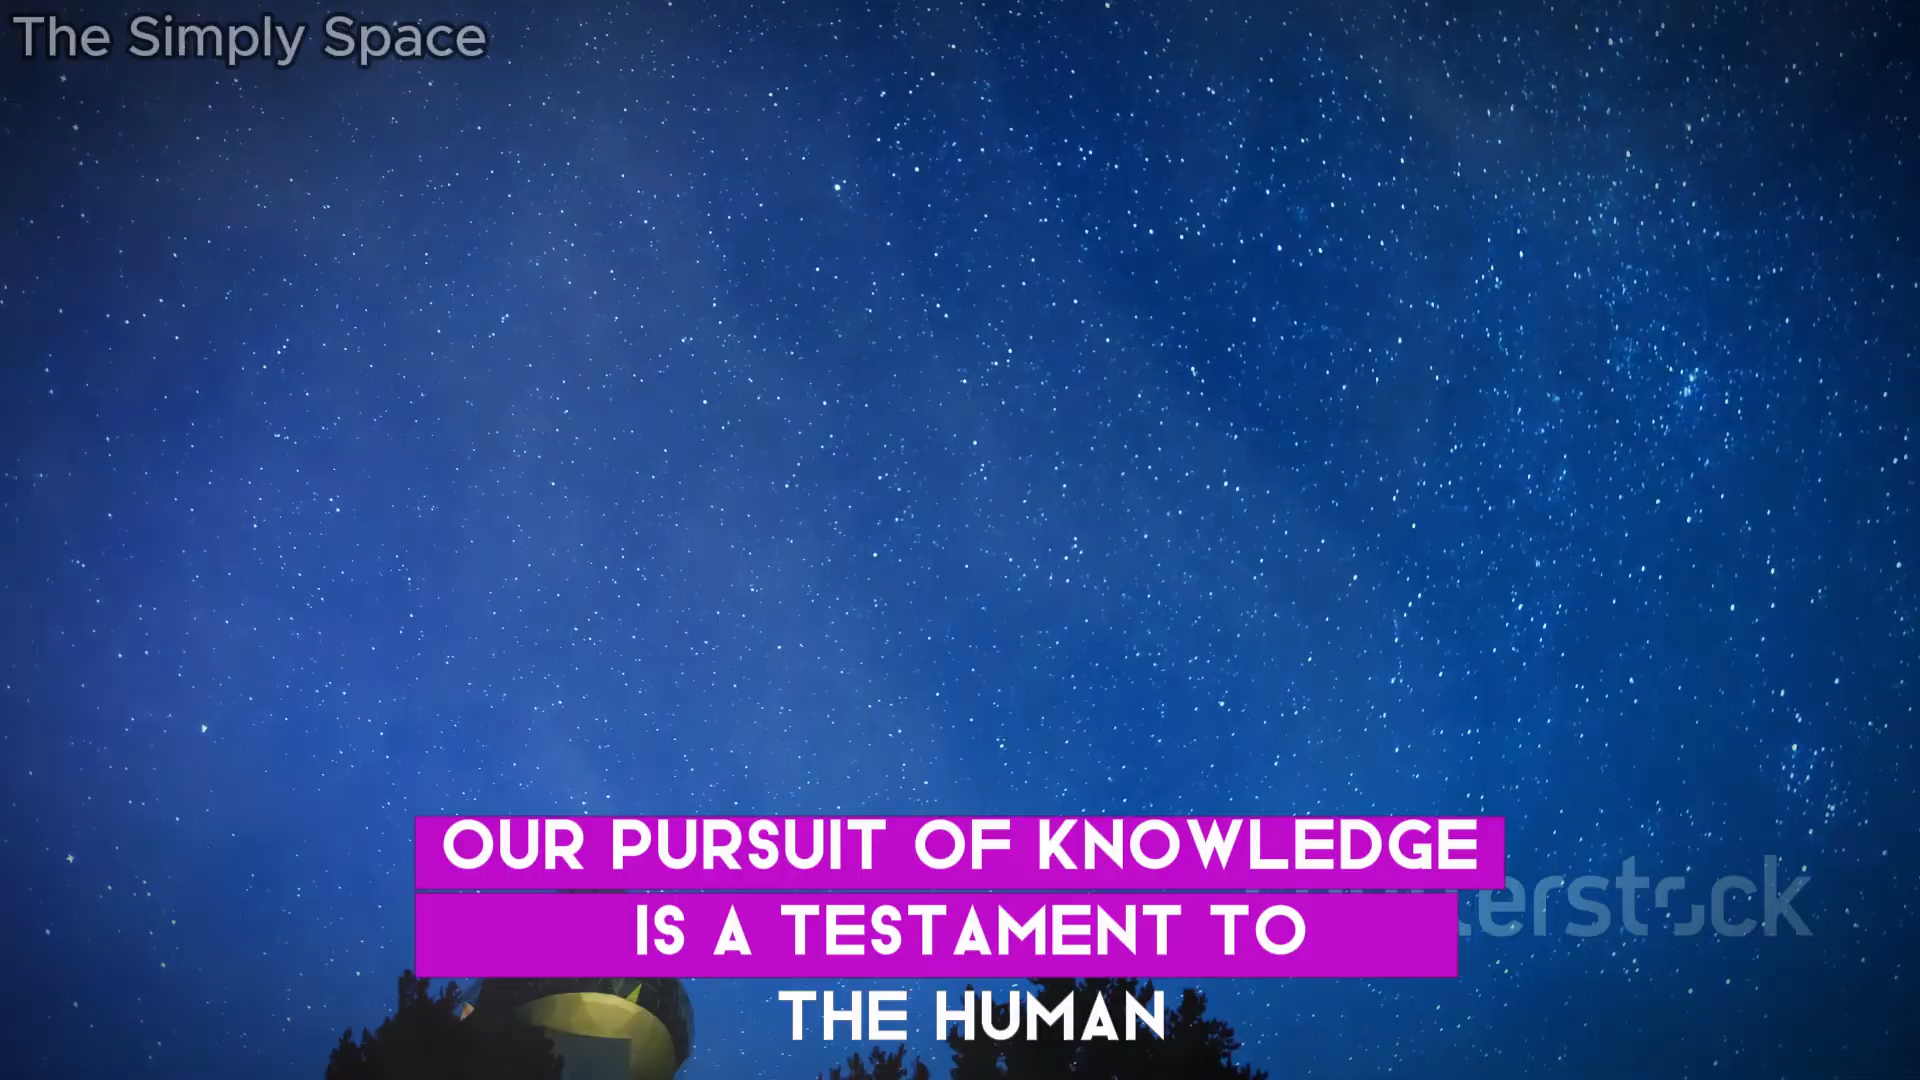 The Simply Space
OUR PURSUIT OF KNOWLEDGE
IS A TESTAMENT TO
THE HUMAN